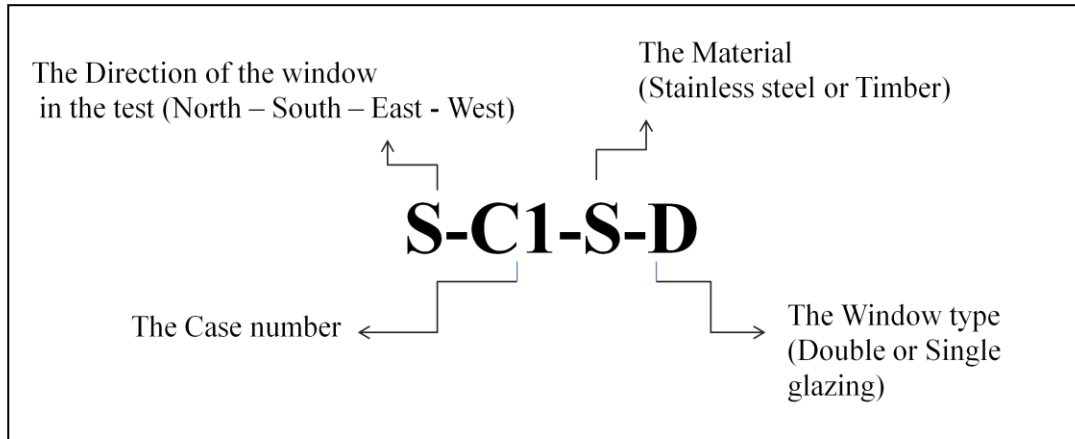 The Direction of the window
in the test (North – South – East - West)
The Material
(Stainless steel or Timber)
S-C1-S-D
The Case number
The Window type
(Double or Single
glazing)